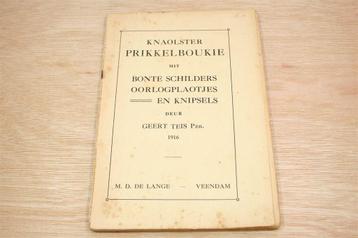 KNAOLSTER
PRIKKELBOUKIE
MIT
BONTE SCHILDERS
OORLOGPLAOTJES
EN KNIPSELS
DEUR
GEERT TEIS Pzn.
1916
M. D. DE LANGE — VEENDAM